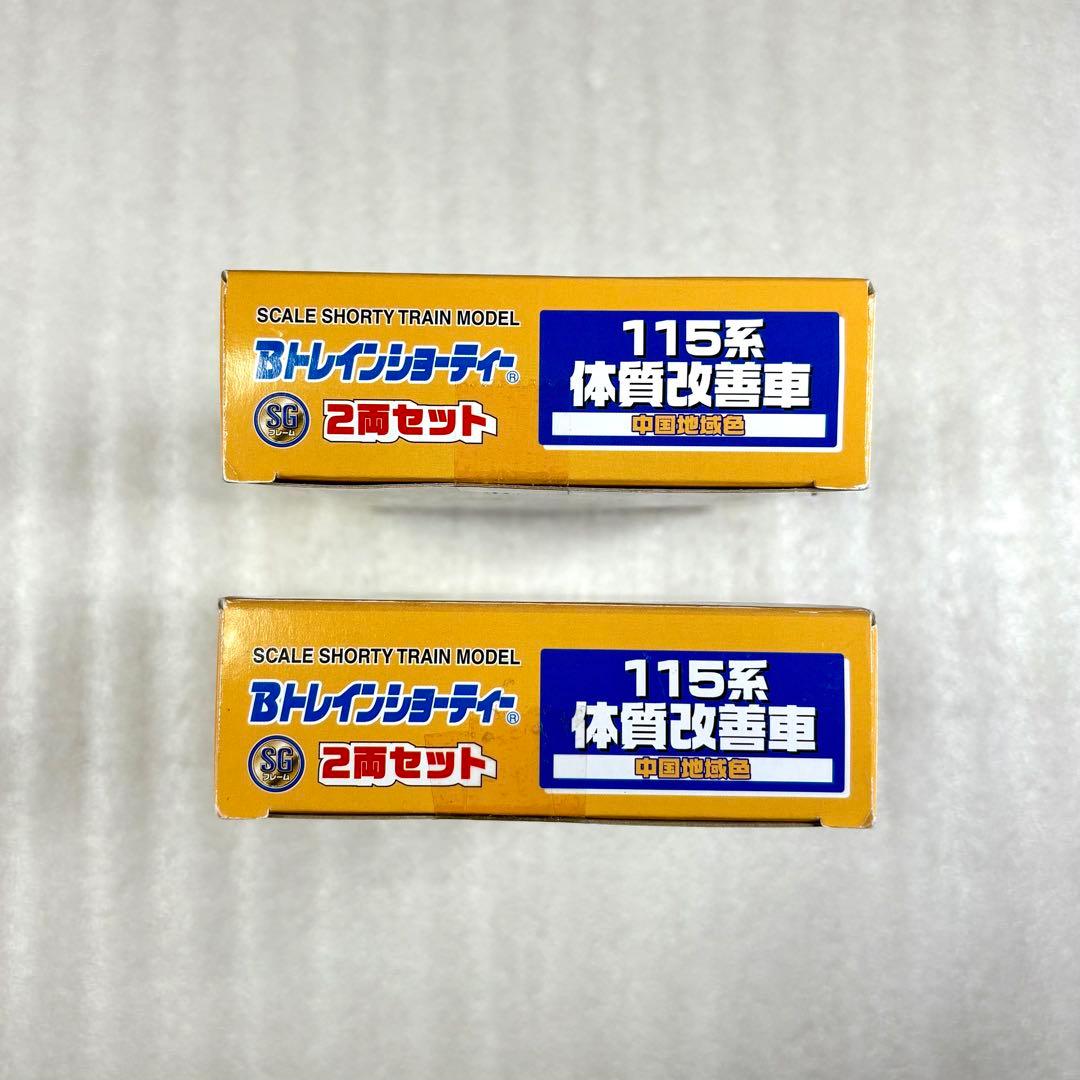 SCALE SHORTY TRAIN MODEL
Bトレインショーティー®
SG
フレーム
2両セット
115系
体質改善車
中国地域色
SCALE SHORTY TRAIN MODEL
Bトレインショーティー®
SG
フレーム
2両セット
115系
体質改善車
中国地域色